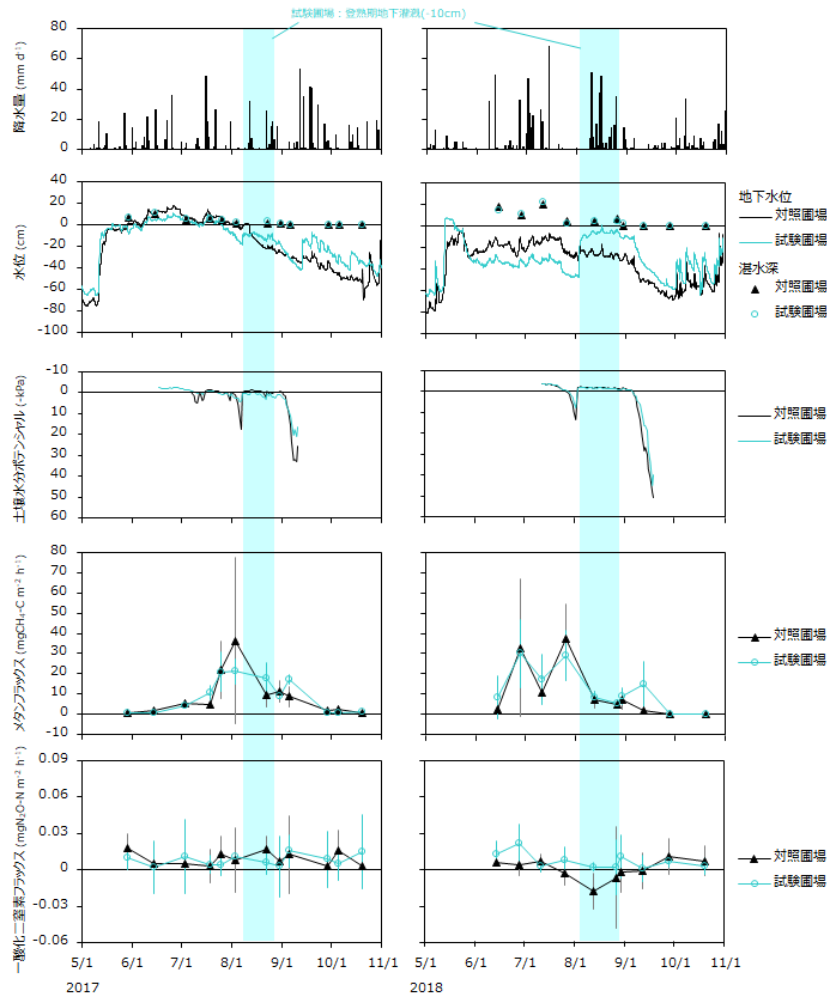 試験圃場：登熟期地下灌漑(-10cm)
降水量 (mm d⁻¹)
80
60
40
20
0
80
60
40
20
0
水位 (cm)
40
20
0
-20
-40
-60
-80
-100
地下水位
対照圃場
試験圃場
湛水深
対照圃場
試験圃場
土壌水分ポテンシャル (-kPa)
-10
0
10
20
30
40
50
60
対照圃場
試験圃場
メタンフラックス (mgCH₄-C m⁻² h⁻¹)
80
70
60
50
40
30
20
10
0
-10
対照圃場
試験圃場
一酸化二窒素フラックス (mgN₂O-N m⁻² h⁻¹)
0.09
0.06
0.03
0
-0.03
-0.06
対照圃場
試験圃場
5/1 6/1 7/1 8/1 9/1 10/1 11/1
5/1 6/1 7/1 8/1 9/1 10/1 11/1
2017
2018